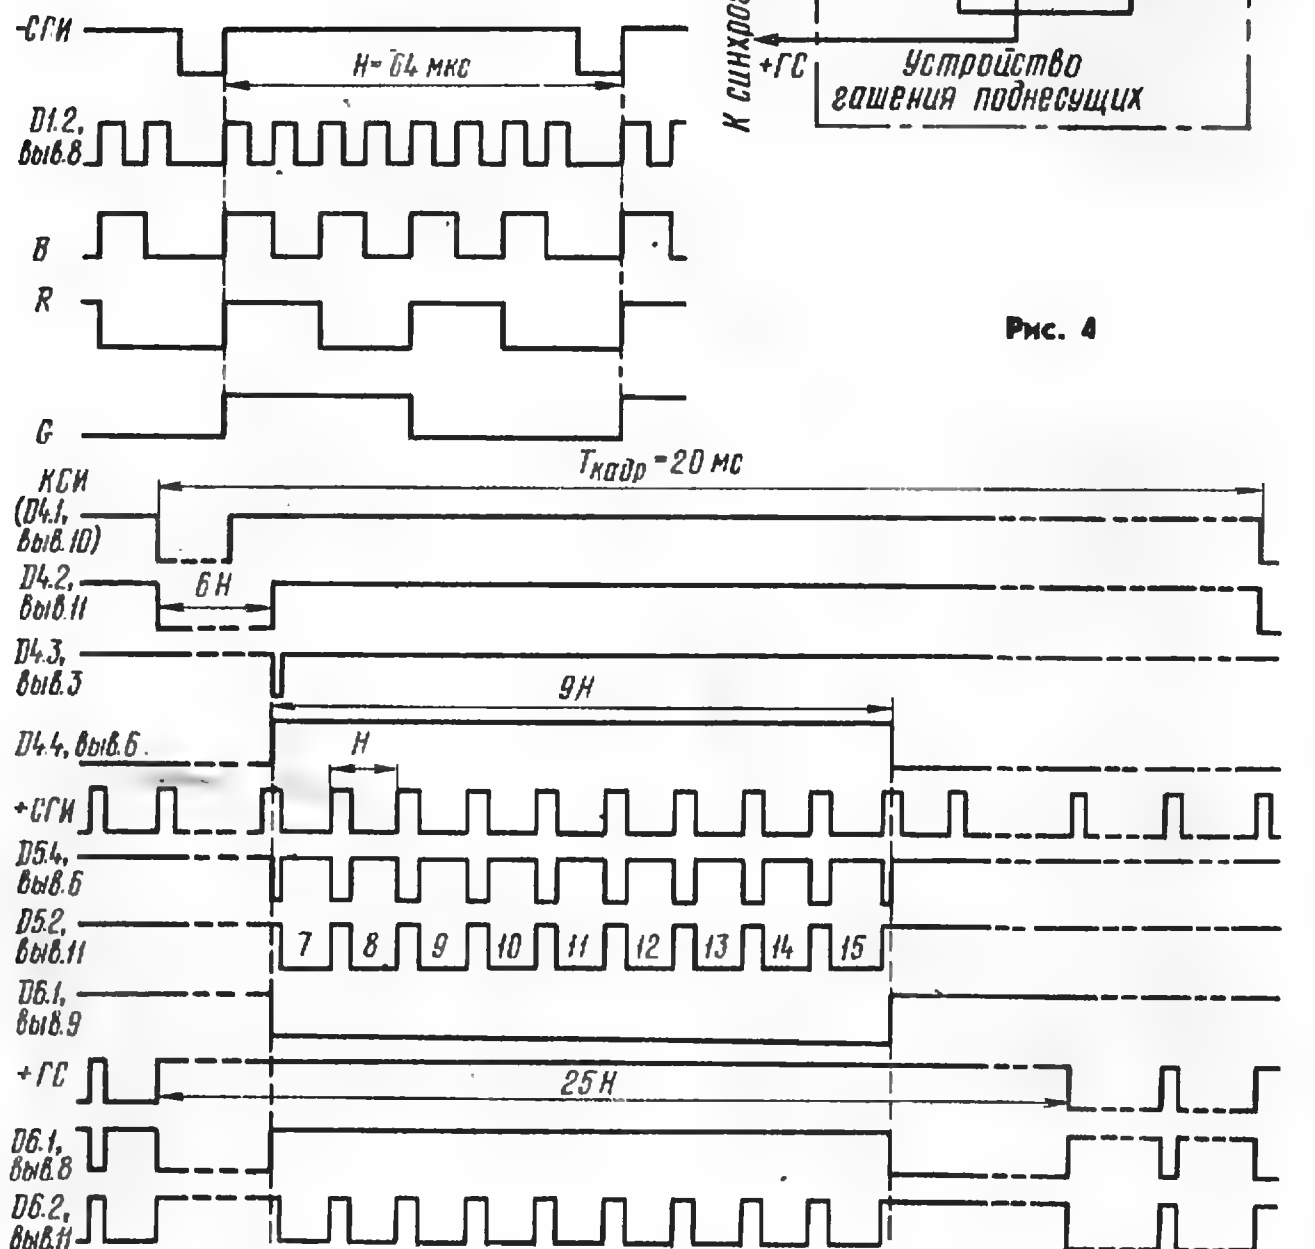 -СГИ
H=64 мкс
D1.2,
выв.8
B
R
G
К синхро
+ГС
Устройство
гашения поднесущих
Рис. 4
Tкадр=20 мс
КСИ
(D4.1,
выв.10)
D4.2,
выв.11
6H
D4.3,
выв.3
9H
D4.4, выв.6
H
+СГИ
D5.4,
выв.6
D5.2,
выв.11
7 8 9 10 11 12 13 14 15
D6.1,
выв.9
+ГС
25H
D6.1,
выв.8
D6.2,
выв.11